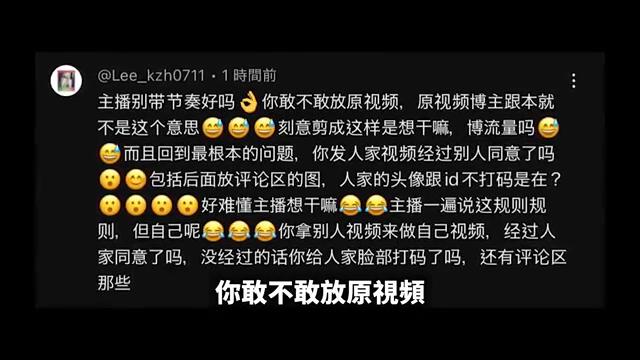 @Lee_kzh0711 • 1 時間前
主播别带节奏好吗👌你敢不敢放原视频，原视频博主跟本就
不是这个意思😅😅😅刻意剪成这样是想干嘛，博流量吗😅
😅而且回到最根本的问题，你发人家视频经过别人同意了吗
😧😊包括后面放评论区的图，人家的头像跟id不打码是在？
😧😧😧😧好难懂主播想干嘛😂😂主播一遍说这规则规
则，但自己呢😂😂😂你拿别人视频来做自己视频，经过人
家同意了吗，没经过的话你给人家脸部打码了吗，还有评论区
那些
你敢不敢放原視頻